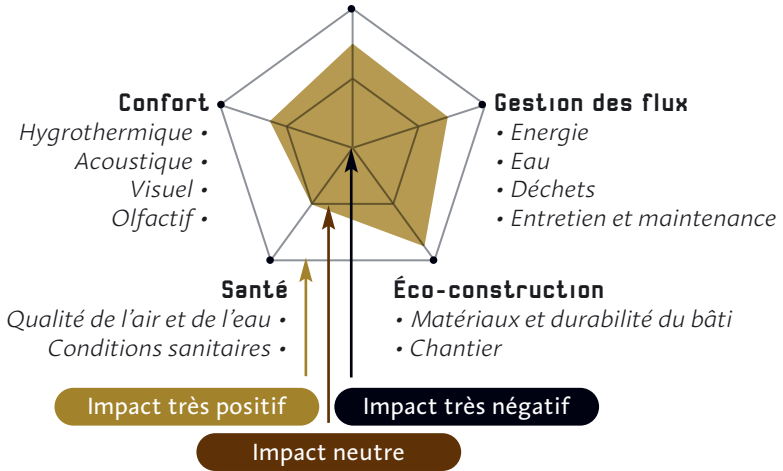 Confort
Hygrothermique •
Acoustique •
Visuel •
Olfactif •
Gestion des flux
• Energie
• Eau
• Déchets
• Entretien et maintenance
Santé
Qualité de l'air et de l'eau •
Conditions sanitaires •
Éco-construction
• Matériaux et durabilité du bâti
• Chantier
Impact très positif
Impact très négatif
Impact neutre